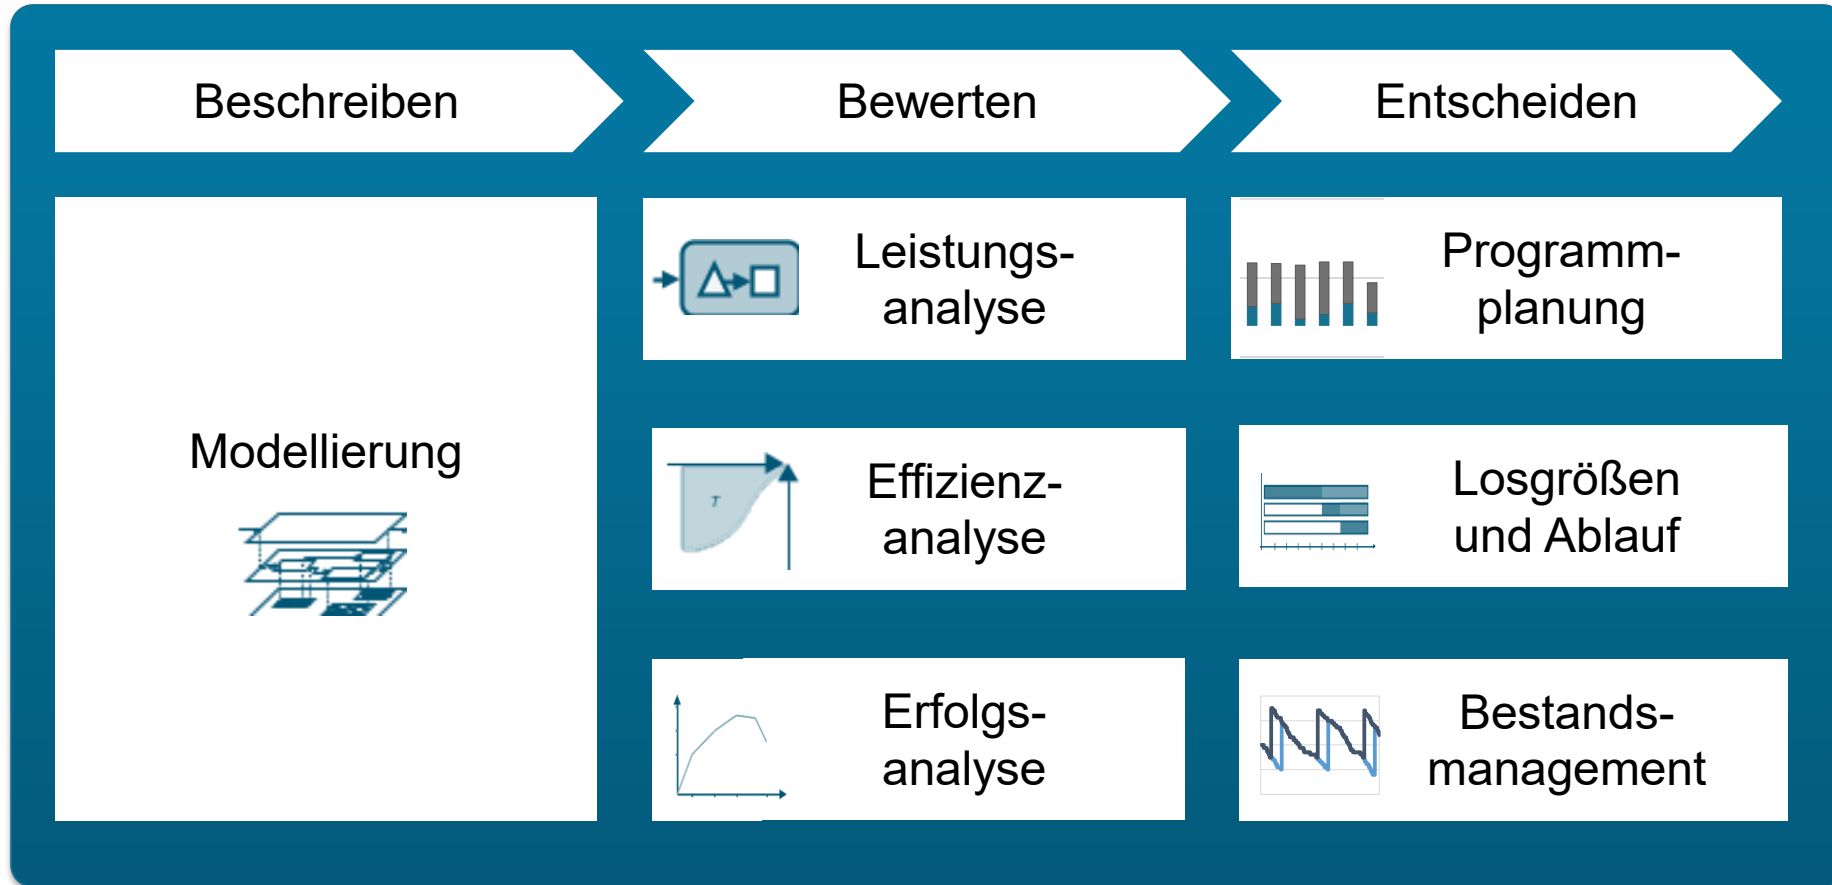 Beschreiben
Bewerten
Entscheiden
Modellierung
Leistungs-
analyse
Programm-
planung
T
Effizienz-
analyse
Losgrößen
und Ablauf
Erfolgs-
analyse
Bestands-
management